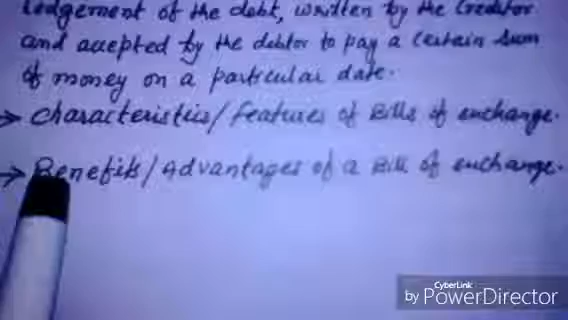 ledgement of the debt, written by the Creditor
and accepted by the debtor to pay a certain sum
of money on a particular date.
→ Characteristics/features of Bills of exchange.
→ Benefits/Advantages of a Bill of exchange.
CyberLink
by PowerDirector